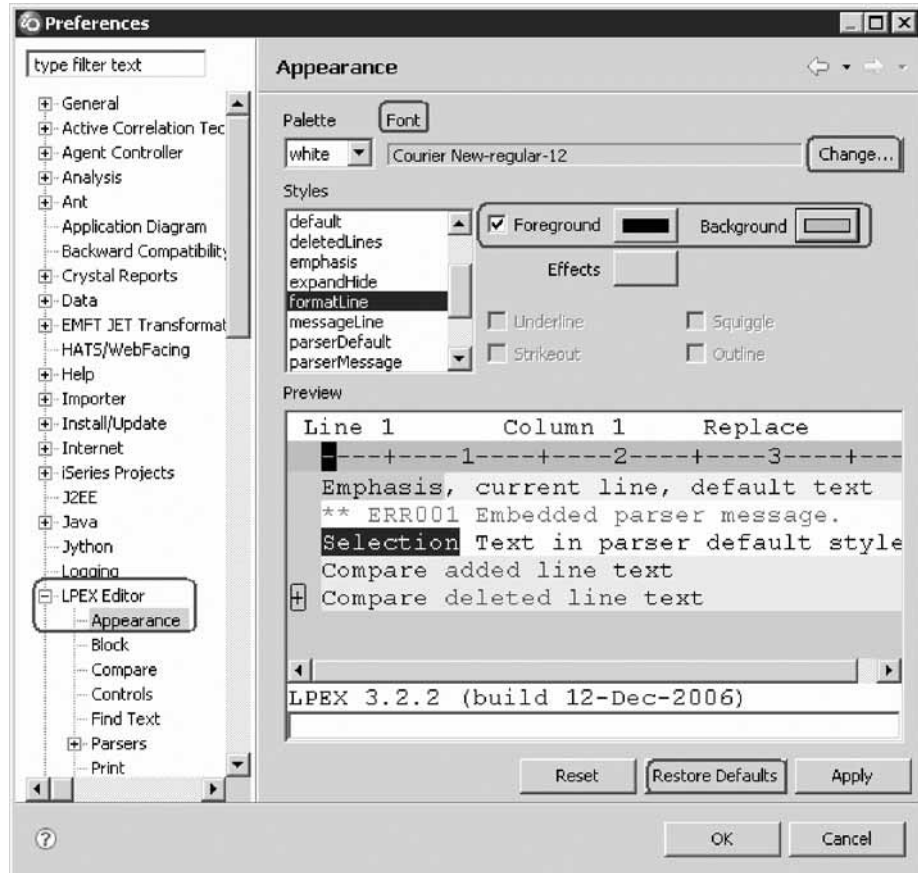 Preferences
type filter text
General
Active Correlation Tec
Agent Controller
Analysis
Ant
Application Diagram
Backward Compatibility
Crystal Reports
Data
EMFT JET Transformat
HATS/WebFacing
Help
Importer
Install/Update
Internet
iSeries Projects
J2EE
Java
Jython
Logging
LPEX Editor
Appearance
Block
Compare
Controls
Find Text
Parsers
Print
Appearance
Palette Font
white Courier New-regular-12 Change...
Styles
default
deletedLines
emphasis
expandHide
formatLine
messageLine
parserDefault
parserMessage
Foreground Background
Effects
Underline Squiggle
Strikeout Outline
Preview
Line 1 Column 1 Replace
----+----1----+----2----+----3----+---
Emphasis, current line, default text
** ERR001 Embedded parser message.
Selection Text in parser default style
Compare added line text
+ Compare deleted line text
LPEX 3.2.2 (build 12-Dec-2006)
Reset Restore Defaults Apply
? OK Cancel